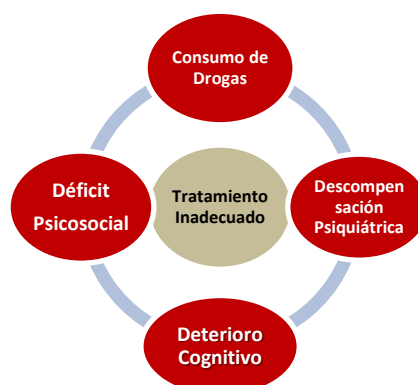 Consumo de
Drogas
Déficit
Psicosocial
Tratamiento
Inadecuado
Descompen
sación
Psiquiátrica
Deterioro
Cognitivo